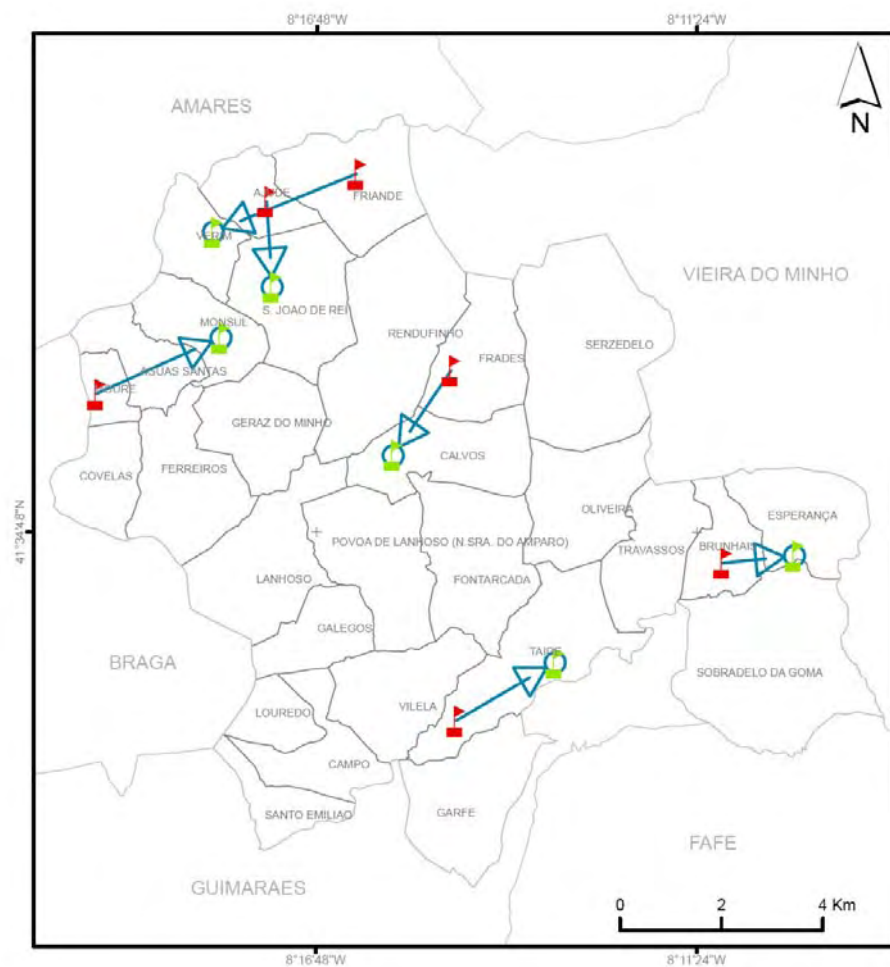 8°16'48"W
8°11'24"W
AMARES
N
FRIANDE
VERIM
S. JOAO DE REI
VIEIRA DO MINHO
MONSUL
RENDUFINHO
FRADES
SERZEDELO
AGUAS SANTAS
GERAZ DO MINHO
CALVOS
COVELAS
FERREIROS
OLIVEIRA
ESPERANÇA
41°34'48"N
POVOA DE LANHOSO (N.SRA. DO AMPARO)
TRAVASSOS
BRUNHAIS
LANHOSO
FONTARCADA
GALEGOS
BRAGA
SOBRADELO DA GOMA
LOUREDO
VILELA
CAMPO
SANTO EMILIAO
GARFE
FAFE
GUIMARAES
0
2
4 Km
8°16'48"W
8°11'24"W